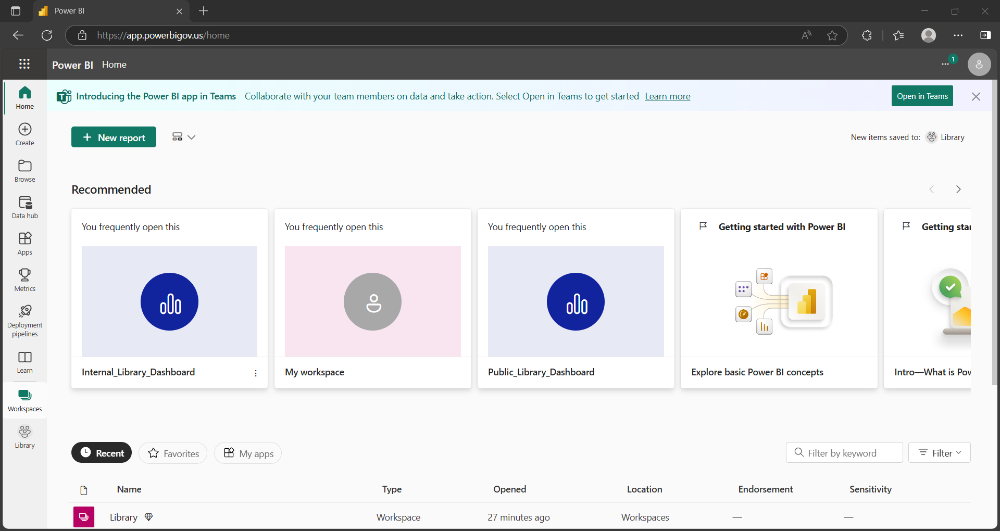 Power BI
https://app.powerbigov.us/home
Power BI Home
1
Introducing the Power BI app in Teams Collaborate with your team members on data and take action. Select Open in Teams to get started Learn more
Open in Teams
Home
Create
Browse
Data hub
Apps
Metrics
Deployment
pipelines
Learn
Workspaces
Library
New report
New items saved to: Library
Recommended
You frequently open this
Internal_Library_Dashboard
You frequently open this
My workspace
You frequently open this
Public_Library_Dashboard
Getting started with Power BI
Explore basic Power BI concepts
Getting star
Intro—What is Pow
Recent
Favorites
My apps
Filter by keyword
Filter
Name Type Opened Location Endorsement Sensitivity
Library Workspace 27 minutes ago Workspaces — —